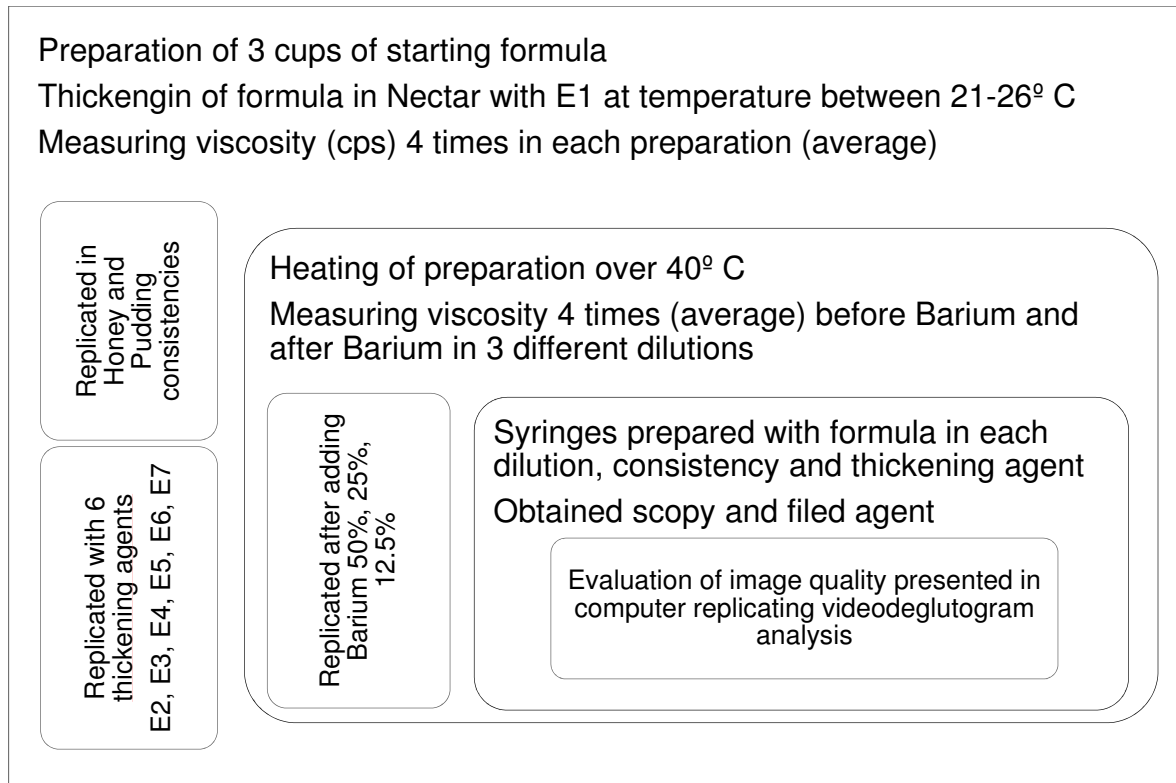 Preparation of 3 cups of starting formula
Thickengin of formula in Nectar with E1 at temperature between 21-26º C
Measuring viscosity (cps) 4 times in each preparation (average)
Replicated in
Honey and
Pudding
consistencies
Replicated with 6
thickening agents
E2, E3, E4, E5, E6, E7
Heating of preparation over 40º C
Measuring viscosity 4 times (average) before Barium and
after Barium in 3 different dilutions
Replicated after adding
Barium 50%, 25%,
12.5%
Syringes prepared with formula in each
dilution, consistency and thickening agent
Obtained scopy and filed agent
Evaluation of image quality presented in
computer replicating videodeglutogram
analysis